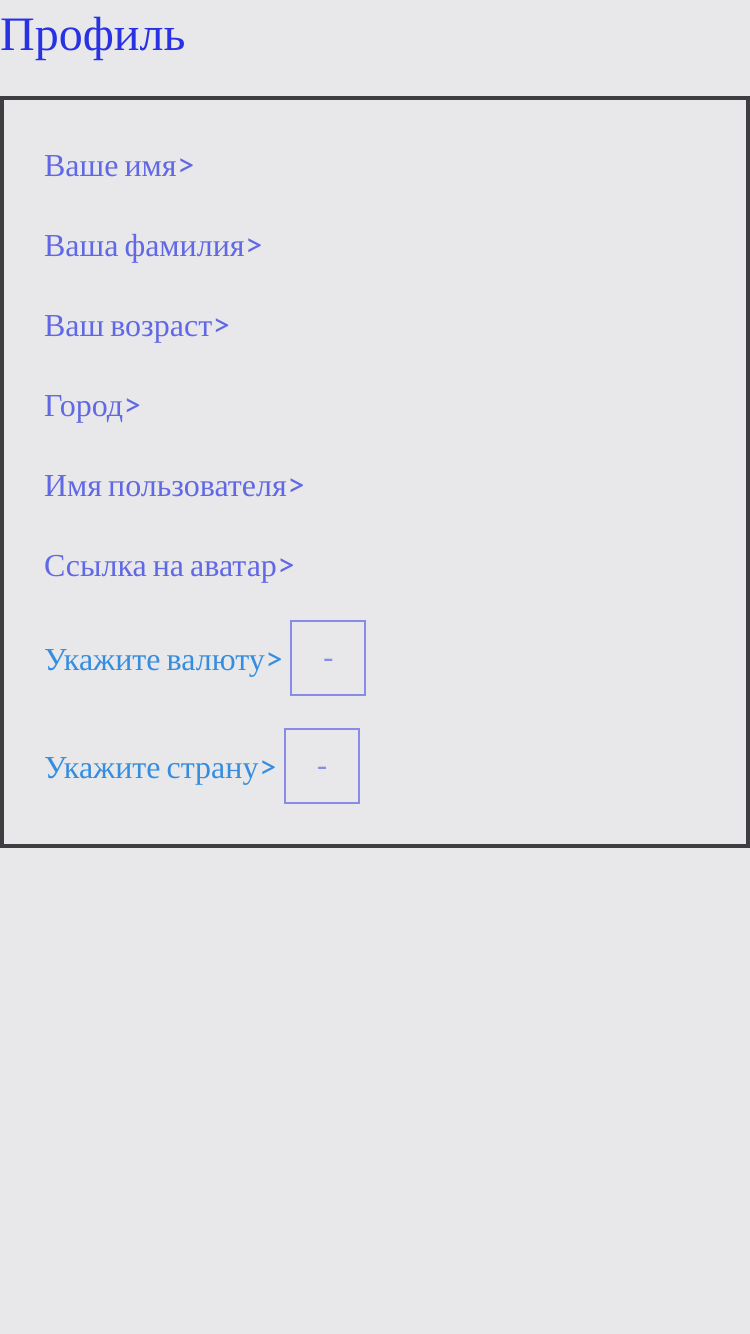 Профиль
Ваше имя>
Ваша фамилия>
Ваш возраст>
Город>
Имя пользователя>
Ссылка на аватар>
Укажите валюту> -
Укажите страну> -